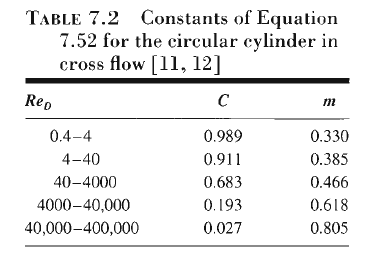 TABLE 7.2 Constants of Equation
7.52 for the circular cylinder in
cross flow [11, 12]
Re_D C m
0.4–4 0.989 0.330
4–40 0.911 0.385
40–4000 0.683 0.466
4000–40,000 0.193 0.618
40,000–400,000 0.027 0.805